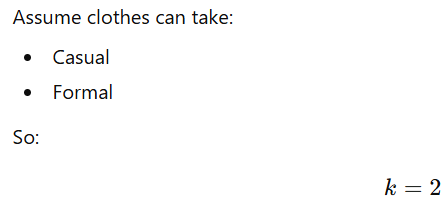 Assume clothes can take:
• Casual
• Formal
So:
k = 2